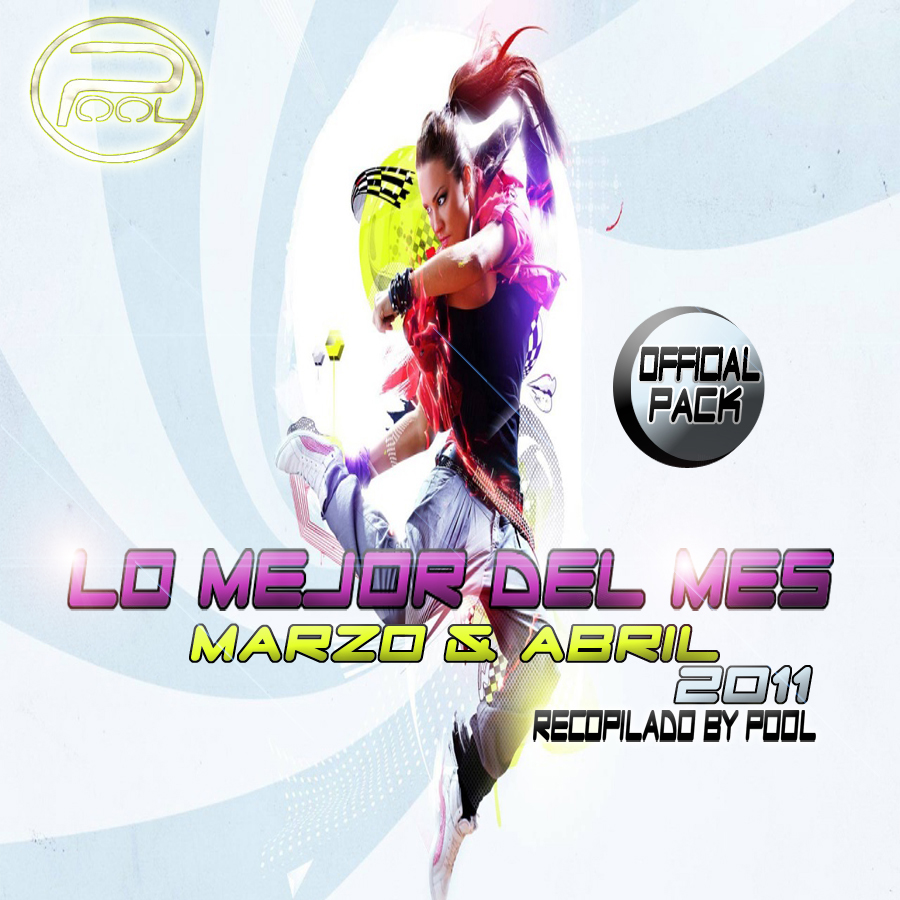 POOL
OFFICIAL
PACK
LO MEJOR DEL MES
MARZO & ABRIL
2011
RECOPILADO BY POOL